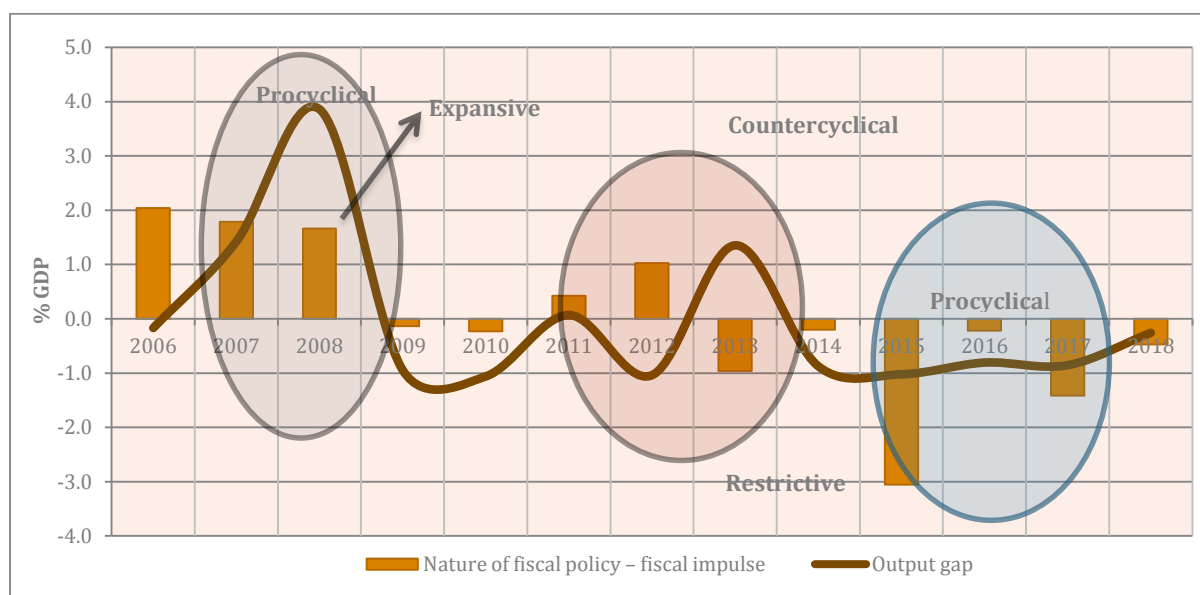 5.0
4.0
3.0
2.0
1.0
0.0
-1.0
-2.0
-3.0
-4.0
% GDP
Procyclical
Expansive
Countercyclical
Procyclical
Restrictive
2006 2007 2008 2009 2010 2011 2012 2013 2014 2015 2016 2017 2018
Nature of fiscal policy – fiscal impulse Output gap